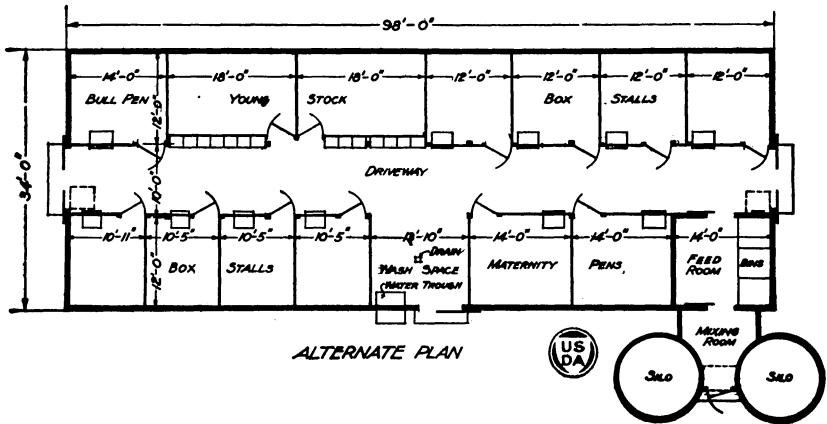 98'-0"
14'-0" 18'-0" 18'-0" 12'-0" 12'-0" 12'-0" 12'-0"
BULL PEN YOUNG STOCK BOX STALLS
12'-0"
34'-0"
10'-0"
DRIVEWAY
12'-0"
10'-11" 10'-5" 10'-5" 10'-5" 13'-10" 14'-0" 14'-0" 14'-0"
DRAIN
BOX STALLS WASH SPACE MATERNITY PENS FEED
ROOM
BINS
WATER TROUGH
MIXING
ROOM
ALTERNATE PLAN
US
DA
SILO SILO